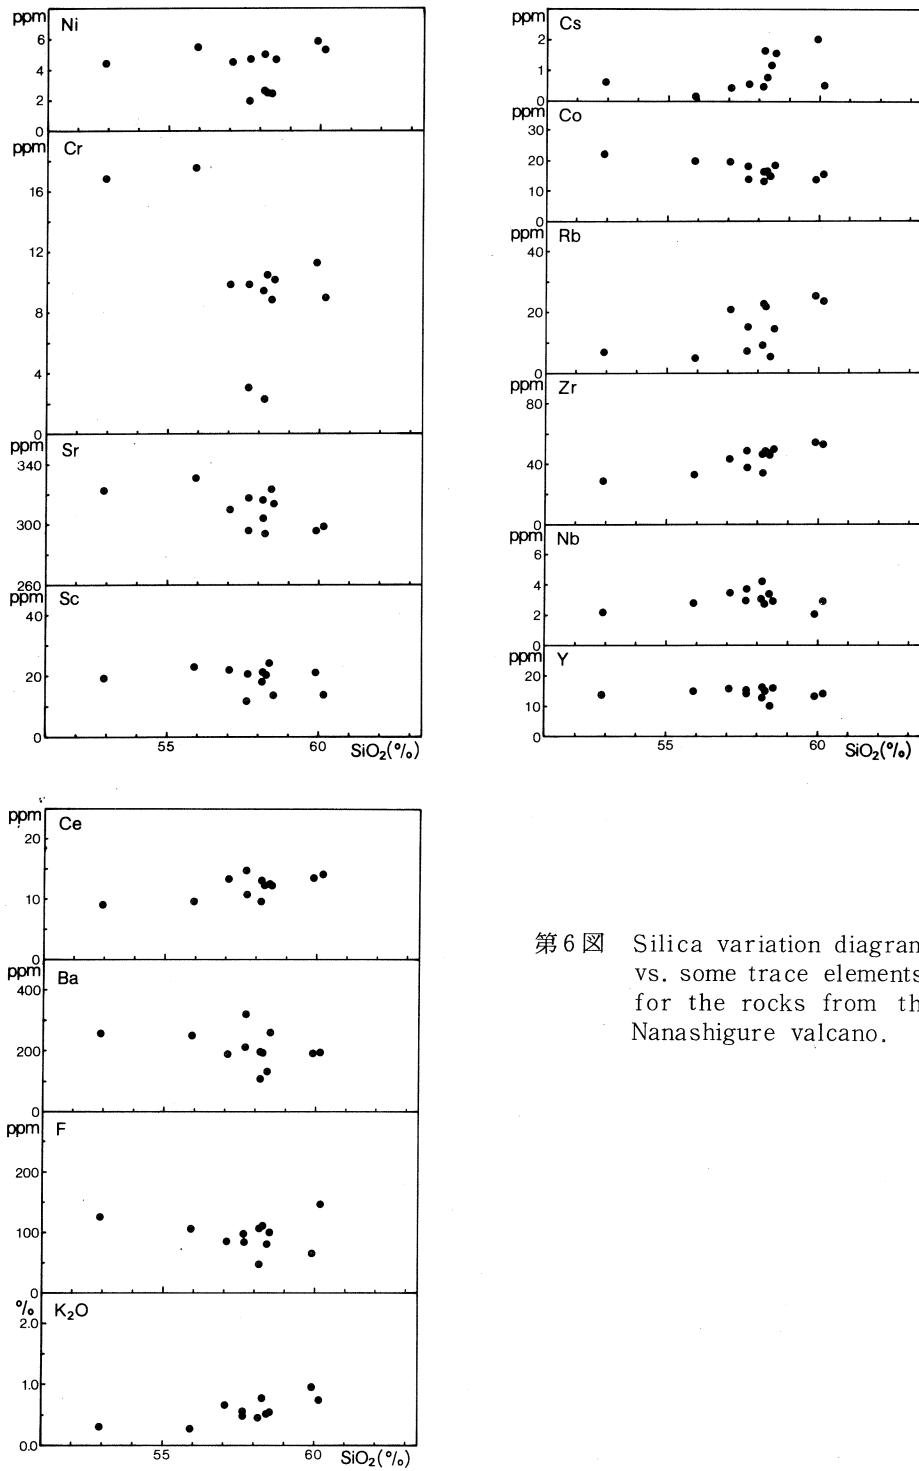 ppm
Ni
6
4
2
0
ppm
Cr
16
12
8
4
0
ppm
Sr
340
300
260
ppm
Sc
40
20
0
55
60
SiO₂(%)
ppm
Cs
2
1
0
ppm
Co
30
20
10
0
ppm
Rb
40
20
0
ppm
Zr
80
40
0
ppm
Nb
6
4
2
0
ppm
Y
20
10
0
55
60
SiO₂(%)
ppm
Ce
20
10
0
ppm
Ba
400
200
0
ppm
F
200
100
0
%
K₂O
2.0
1.0
0.0
55
60
SiO₂(%)
第6図 Silica variation diagran
vs. some trace elements
for the rocks from th
Nanashigure valcano.